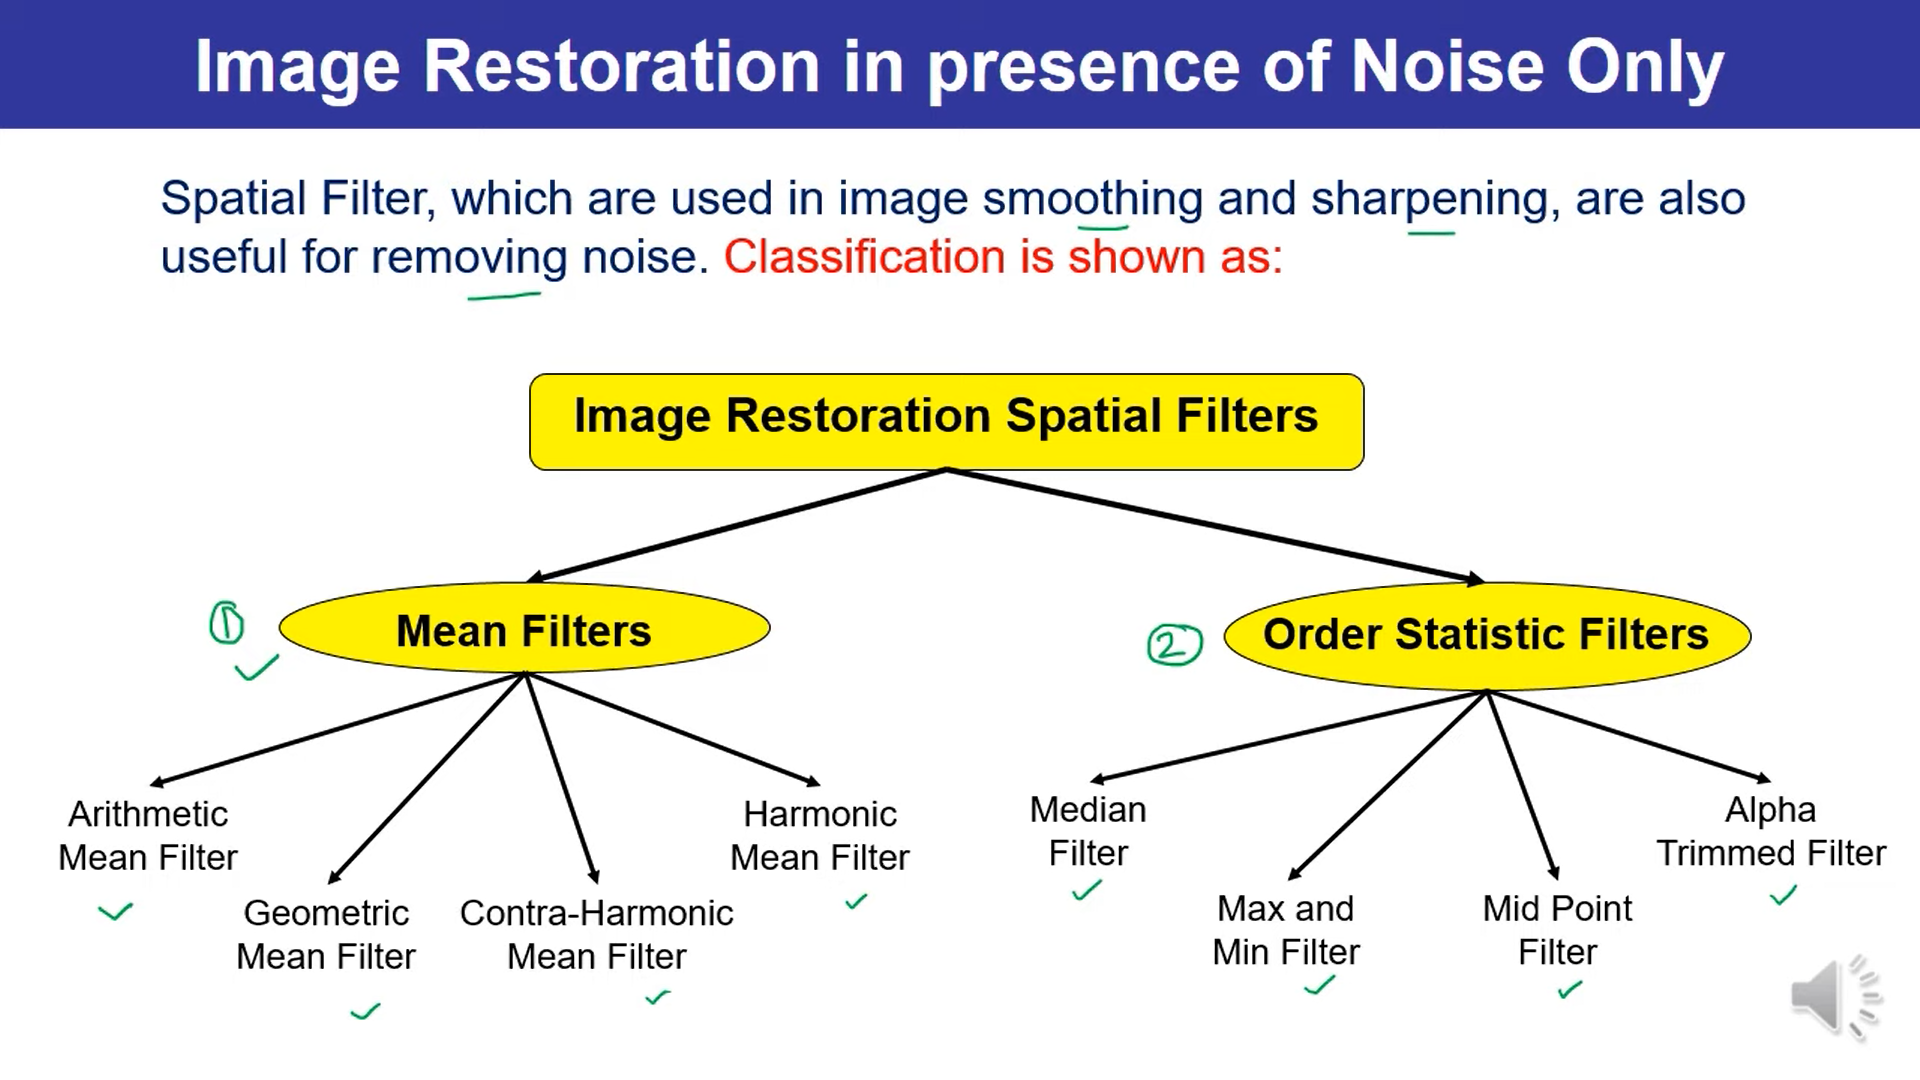 Image Restoration in presence of Noise Only
Spatial Filter, which are used in image smoothing and sharpening, are also
useful for removing noise. Classification is shown as:
Image Restoration Spatial Filters
1
Mean Filters
2
Order Statistic Filters
Arithmetic
Mean Filter
Geometric
Mean Filter
Contra-Harmonic
Mean Filter
Harmonic
Mean Filter
Median
Filter
Max and
Min Filter
Mid Point
Filter
Alpha
Trimmed Filter